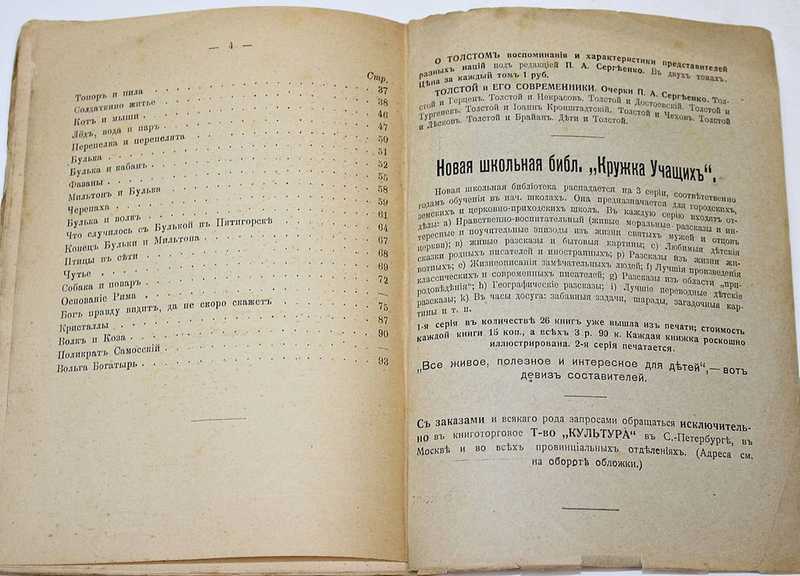 — 4 —
Стр.
Топоръ и пила 37
Солдаткино житье 38
Котъ и мыши 46
Лёдъ, вода и паръ 47
Перепелка и перепелята 50
Булька 51
Булька и кабанъ 52
Фазаны 55
Мильтонъ и Булька 58
Черепаха 59
Булька и волкъ 61
Что случилось съ Булькой въ Пятигорскѣ 64
Конецъ Бульки и Мильтона 67
Птицы въ сѣти 68
Чутье 69
Собака и поваръ 72
Основаніе Рима —
Богъ правду видитъ, да не скоро скажетъ 75
Кристаллы 87
Волкъ и Коза 90
Поликратъ Самосскій —
Вольга Богатырь 93
О ТОЛСТОМЪ воспоминанія и характеристики представителей
разныхъ націй подъ редакціей П. А. Сергѣенко. Въ двухъ томахъ.
Цѣна за каждый томъ 1 руб.
ТОЛСТОЙ и ЕГО СОВРЕМЕННИКИ. Очерки П. А. Сергѣенко. Тол-
стой и Герценъ. Толстой и Некрасовъ. Толстой и Достоевскій. Толстой и
Тургеневъ. Толстой и Іоаннъ Кронштадтскій. Толстой и Чеховъ. Толстой
и Лѣсковъ. Толстой и Брайанъ. Дѣти и Толстой.
Новая школьная библ. „Кружка Учащихъ“.
Новая школьная библіотека распадается на 3 серіи, соотвѣтственно
годамъ обученія въ нач. школахъ. Она предназначается для городскихъ,
земскихъ и церковно-приходскихъ школъ. Въ каждую серію входятъ от-
дѣлы: a) Нравственно-воспитательный (живые моральные разсказы и ин-
тересные и поучительные эпизоды изъ жизни святыхъ мужей и отцовъ
церкви); в) живые разсказы и бытовыя картины; c) Любимыя дѣтскія
сказки родныхъ писателей и иностранныхъ; p) Разсказы изъ жизни жи-
вотныхъ; e) Жизнеописанія замѣчательныхъ людей; f) Лучшія произведенія
классическихъ и современныхъ писателей; g) Разсказы изъ области „при-
родовѣдѣнія“; h) Географическіе разсказы; i) Лучшіе переводные дѣтскіе
разсказы; k) Въ часы досуга: забавныя задачи, шарады, загадочныя кар-
тины и т. п.
1-я серія въ количествѣ 26 книгъ уже вышла изъ печати; стоимость
каждой книги 15 коп., а всѣхъ 3 р. 90 к. Каждая книжка роскошно
иллюстрирована. 2-я серія печатается.
„Все живое, полезное и интересное для дѣтей“,—вотъ
девизъ составителей.
Съ заказами и всякаго рода запросами обращаться исключитель-
но въ книготорговое Т-во „КУЛЬТУРА“ въ С.-Петербургѣ, въ
Москвѣ и во всѣхъ провинціальныхъ отдѣленіяхъ. (Адреса см.
на оборотѣ обложки.)